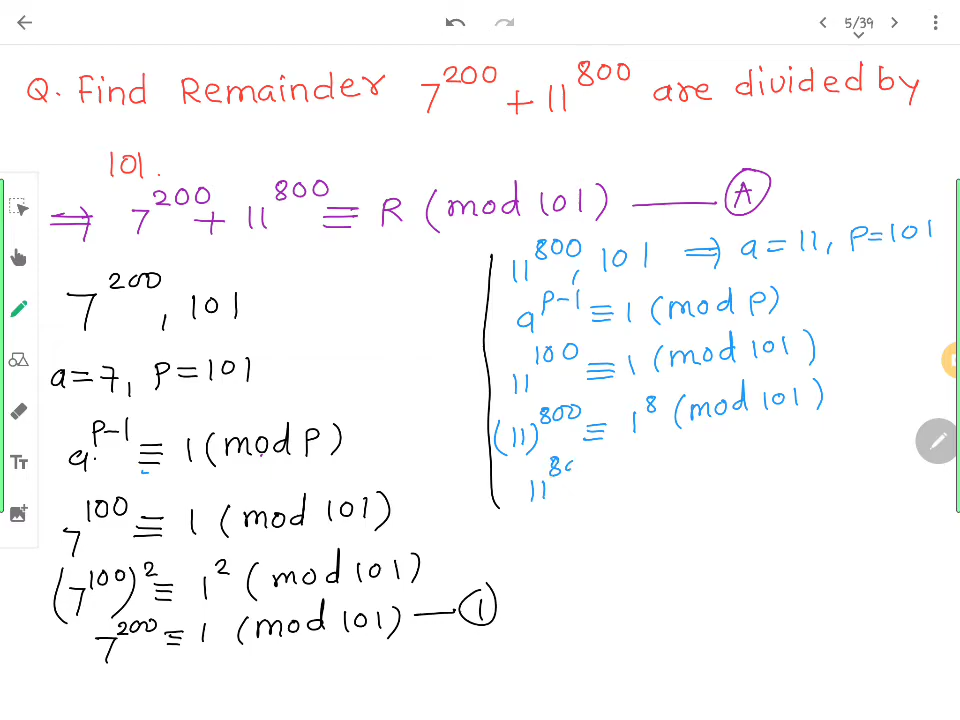 5/39
Q. Find Remainder 7^200 + 11^800 are divided by
101.
⇒ 7^200 + 11^800 ≡ R (mod 101) —— Ⓐ
7^200, 101
a=7, P=101
a^P-1 ≡ 1 (mod P)
7^100 ≡ 1 (mod 101)
(7^100)^2 ≡ 1^2 (mod 101)
7^200 ≡ 1 (mod 101) — ①
11^800, 101 ⇒ a=11, P=101
a^P-1 ≡ 1 (mod P)
11^100 ≡ 1 (mod 101)
(11)^800 ≡ 1^8 (mod 101)
11^80
Tт